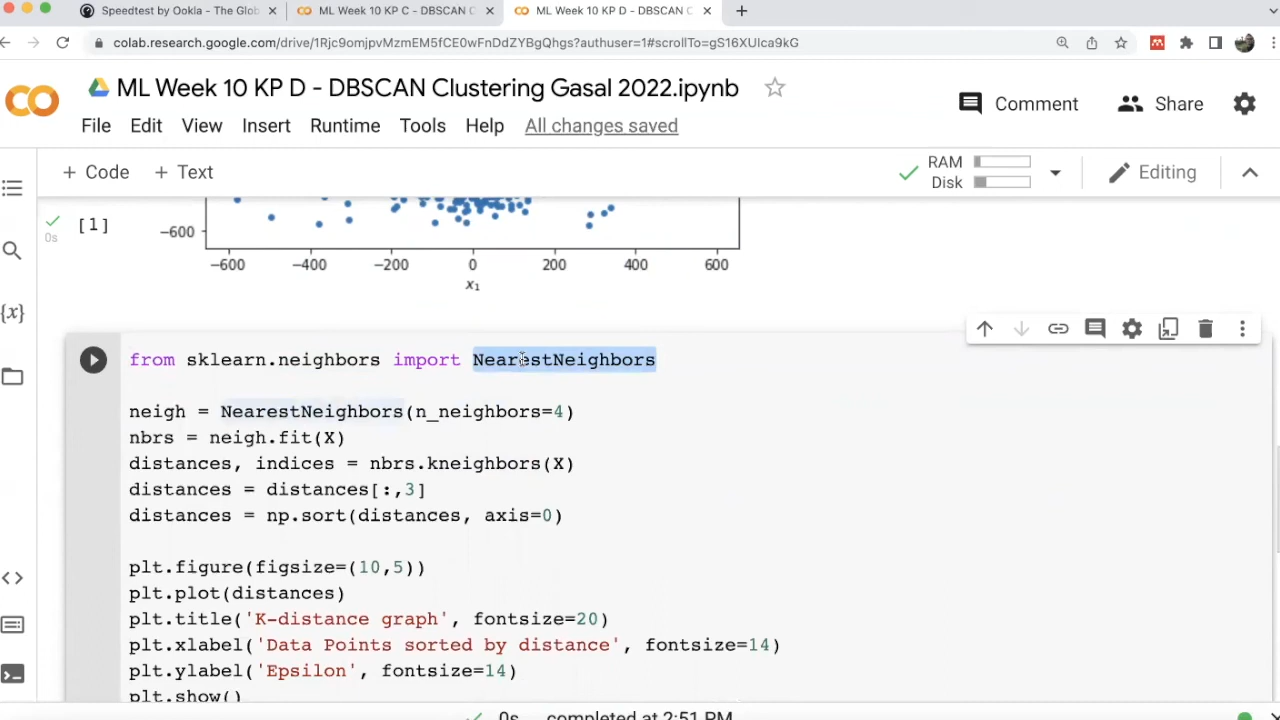 Speedtest by Ookla - The Glob
ML Week 10 KP C - DBSCAN C
ML Week 10 KP D - DBSCAN C
colab.research.google.com/drive/1Rjc9omjpvMzmEM5fCE0wFnDdZYBgQhgs?authuser=1#scrollTo=gS16XUIca9kG
ML Week 10 KP D - DBSCAN Clustering Gasal 2022.ipynb
Comment
Share
File Edit View Insert Runtime Tools Help All changes saved
+ Code + Text
RAM
Disk
Editing
0s
[1]
−600
−600 −400 −200 0 200 400 600
x₁
from sklearn.neighbors import NearestNeighbors
neigh = NearestNeighbors(n_neighbors=4)
nbrs = neigh.fit(X)
distances, indices = nbrs.kneighbors(X)
distances = distances[:,3]
distances = np.sort(distances, axis=0)
plt.figure(figsize=(10,5))
plt.plot(distances)
plt.title('K-distance graph', fontsize=20)
plt.xlabel('Data Points sorted by distance', fontsize=14)
plt.ylabel('Epsilon', fontsize=14)
plt.show()
0s completed at 2:51 PM